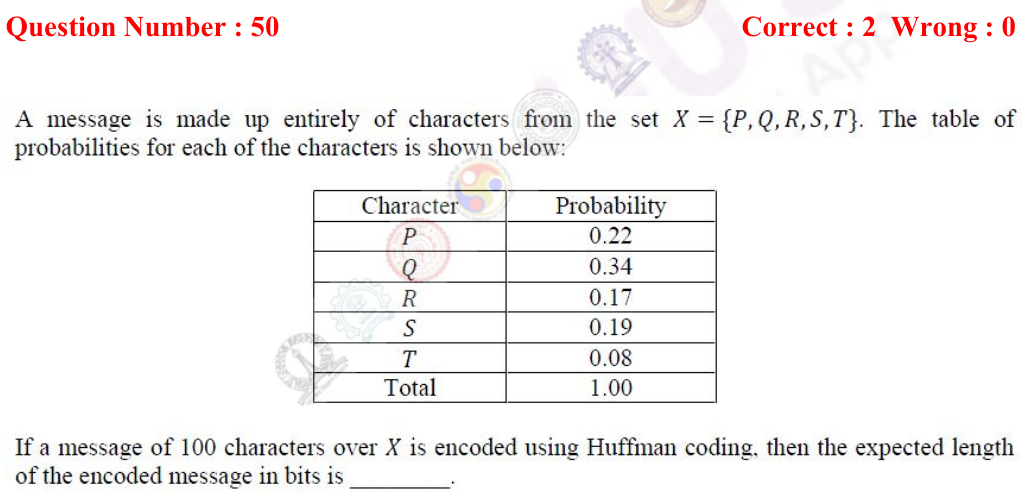 Question Number : 50 Correct : 2 Wrong : 0
APP
A message is made up entirely of characters from the set X = {P, Q, R, S, T}. The table of
probabilities for each of the characters is shown below:
Character Probability
P 0.22
Q 0.34
R 0.17
S 0.19
T 0.08
Total 1.00
If a message of 100 characters over X is encoded using Huffman coding, then the expected length
of the encoded message in bits is ________.